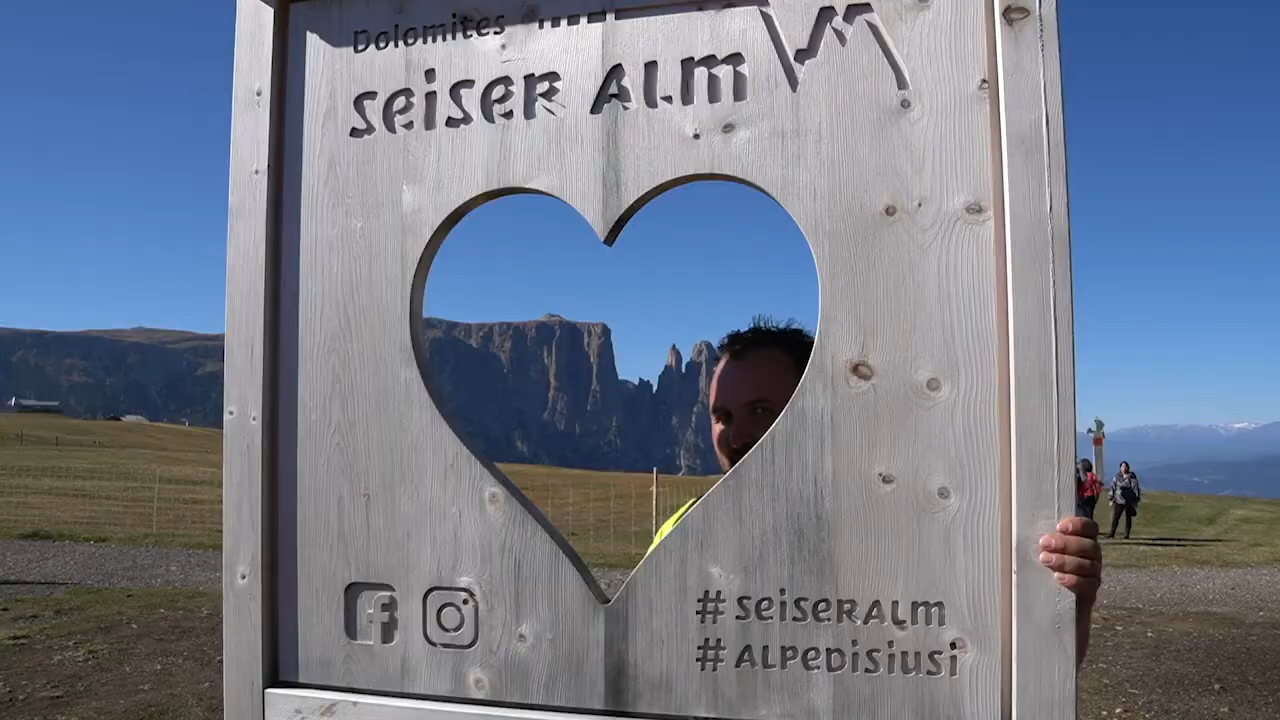 Dolomites
seiser ALM
f
#seiserALM
#ALPEDisiusi